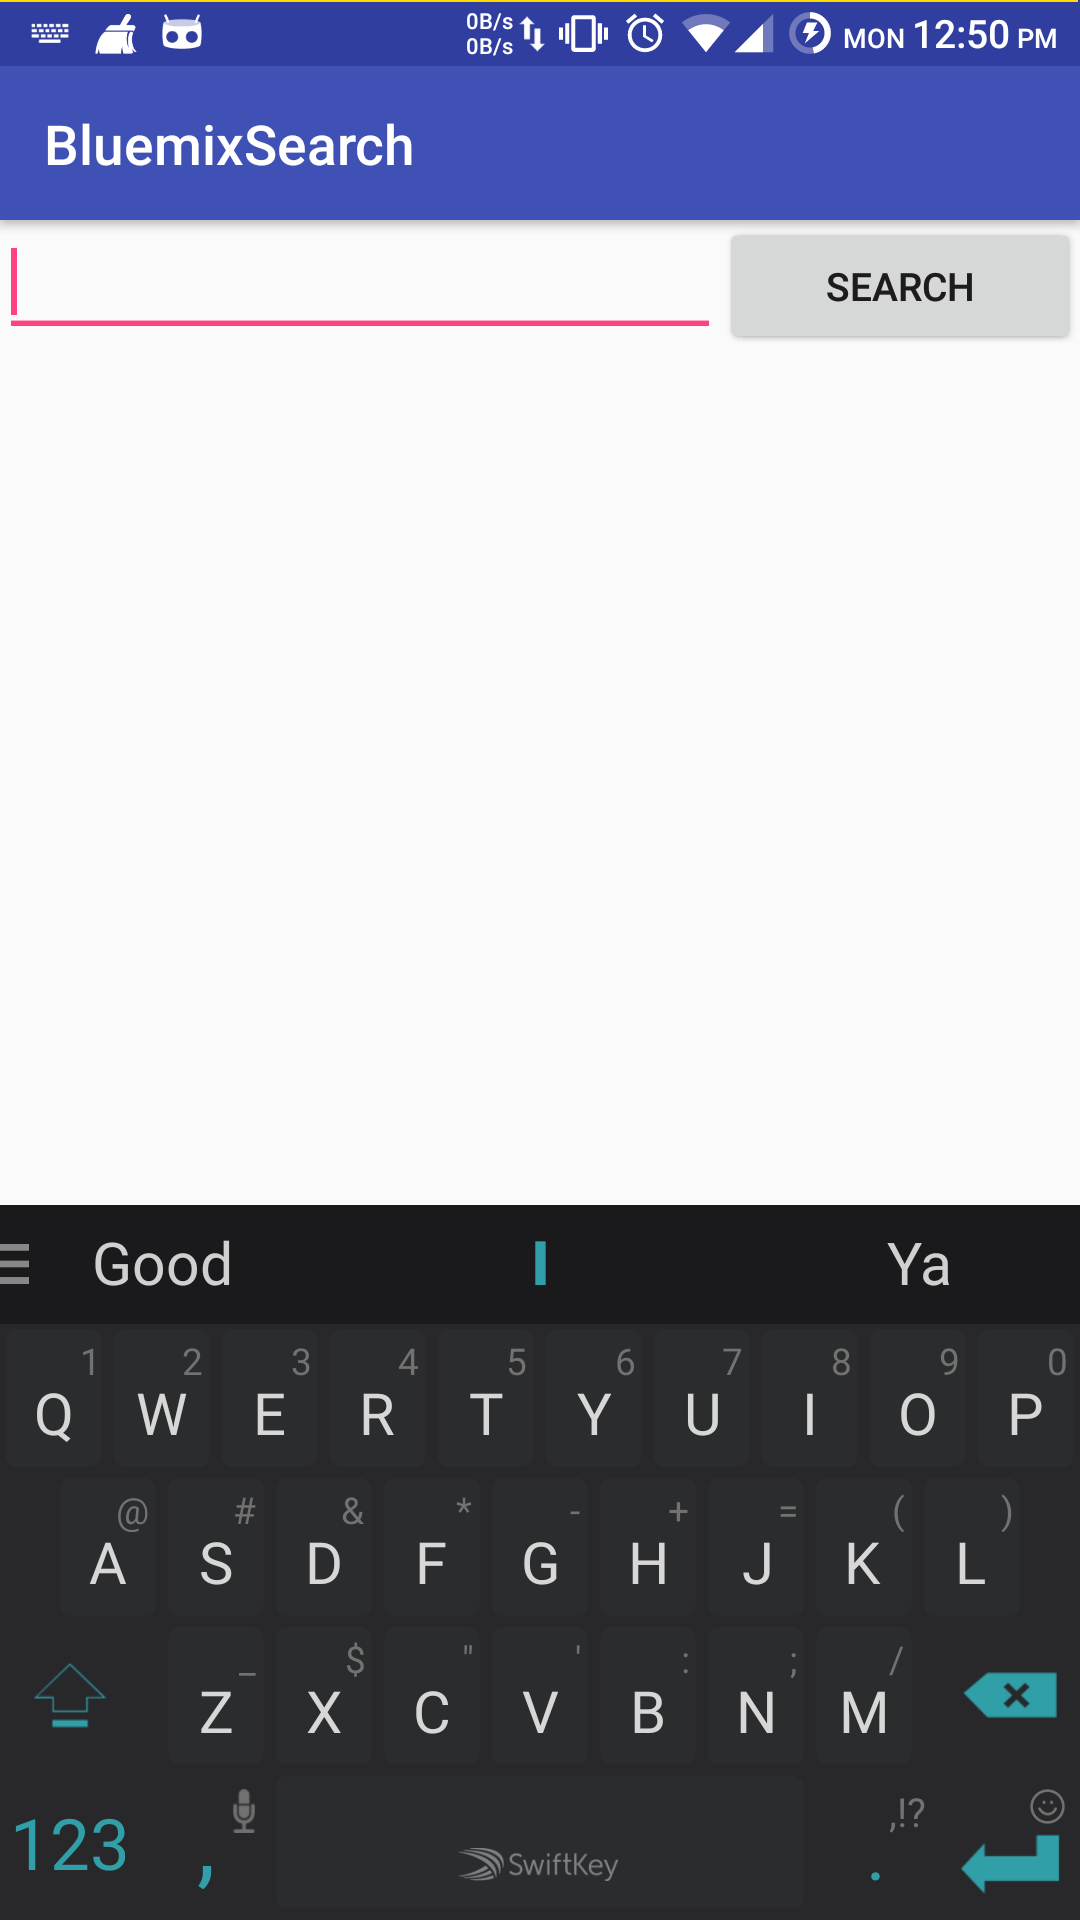 0B/s
0B/s
MON 12:50 PM
BluemixSearch
SEARCH
Good I Ya
1 2 3 4 5 6 7 8 9 0
Q W E R T Y U I O P
@ # & * - + = ( )
A S D F G H J K L
_ $ " ' : ; /
Z X C V B N M
,!?
123 , SwiftKey .